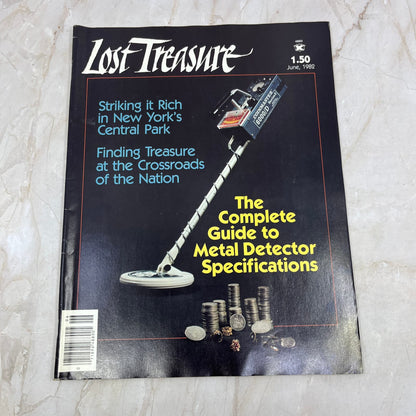 Lost Treasure
1.50
June, 1982
Striking it Rich
in New York's
Central Park
Finding Treasure
at the Crossroads
of the Nation
The
Complete
Guide to
Metal Detector
Specifications